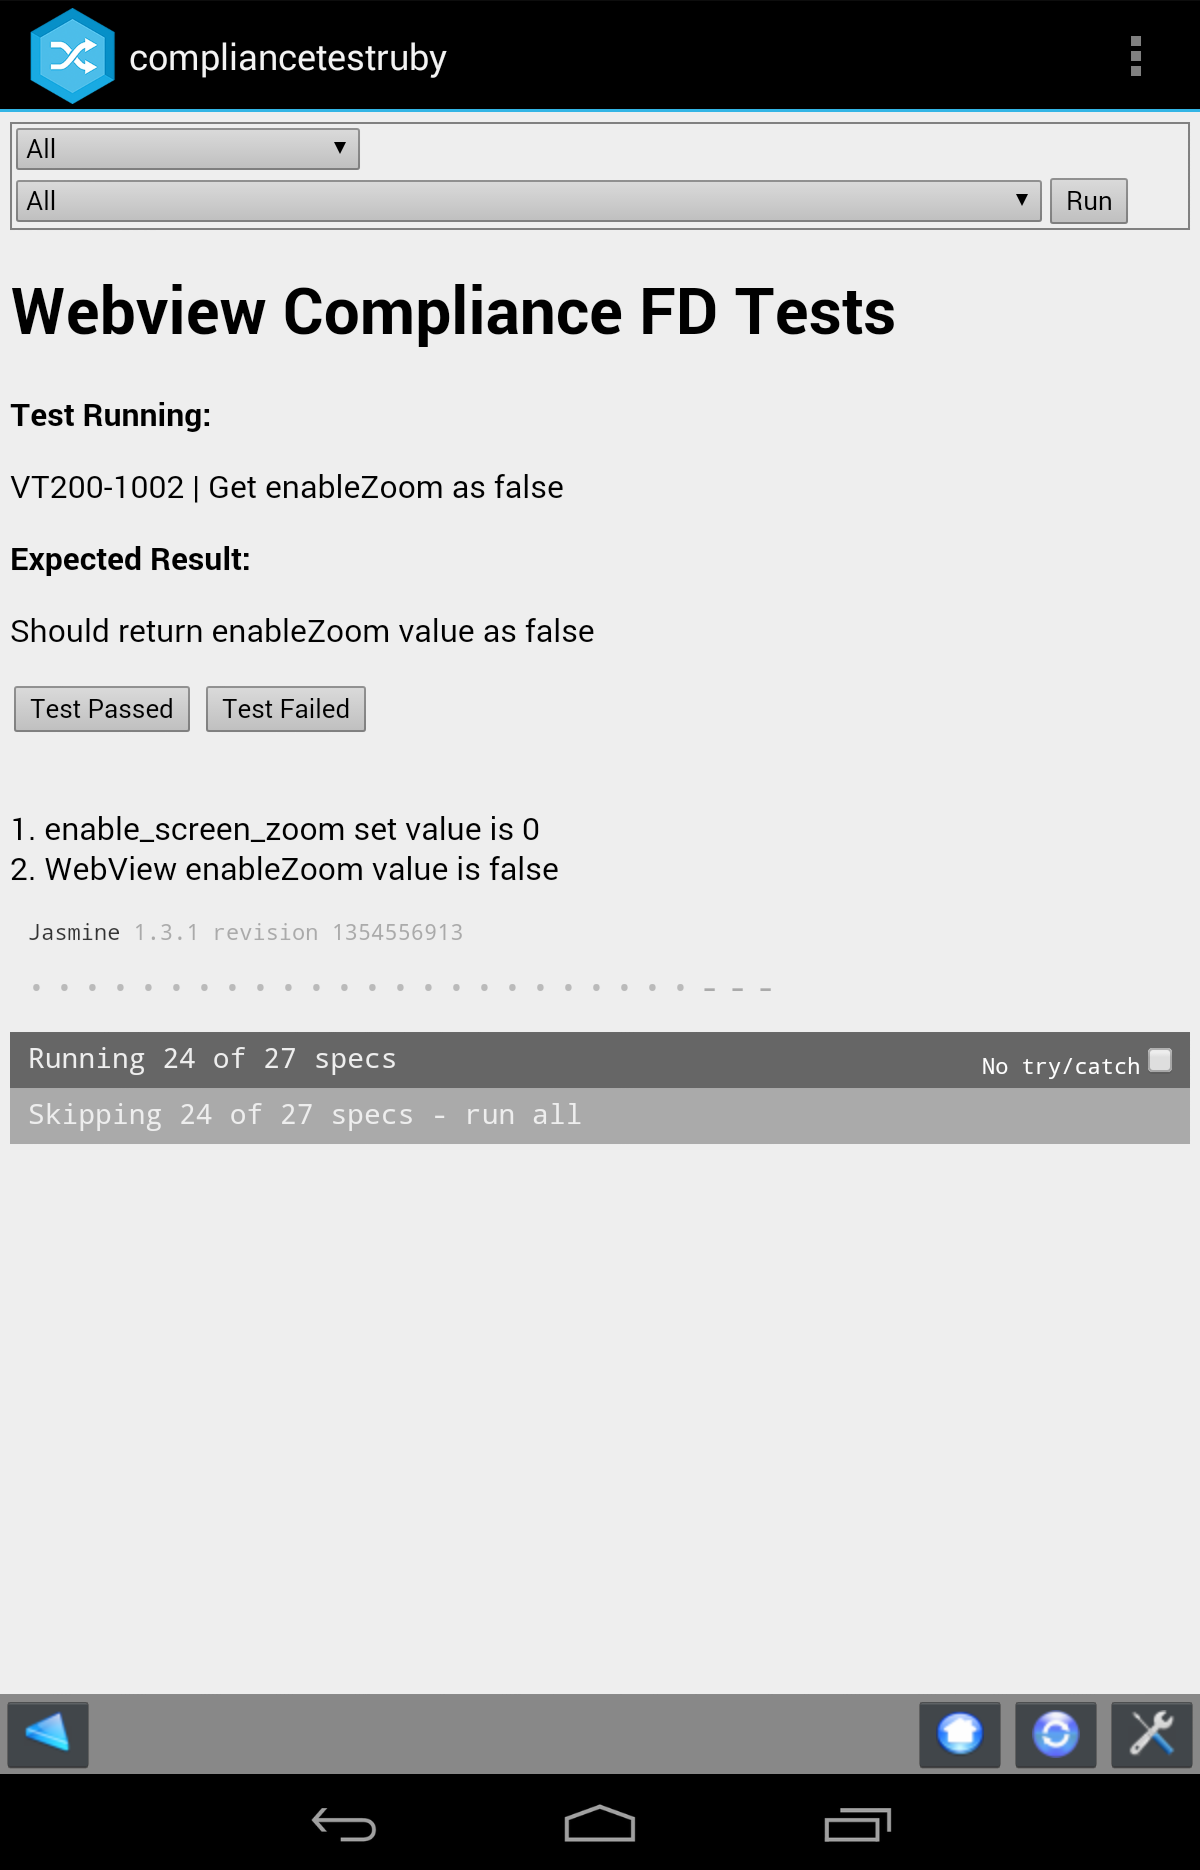 compliancetestruby
All
All
Run
Webview Compliance FD Tests
Test Running:
VT200-1002 | Get enableZoom as false
Expected Result:
Should return enableZoom value as false
Test Passed Test Failed
1. enable_screen_zoom set value is 0
2. WebView enableZoom value is false
Jasmine 1.3.1 revision 1354556913
Running 24 of 27 specs
No try/catch
Skipping 24 of 27 specs - run all